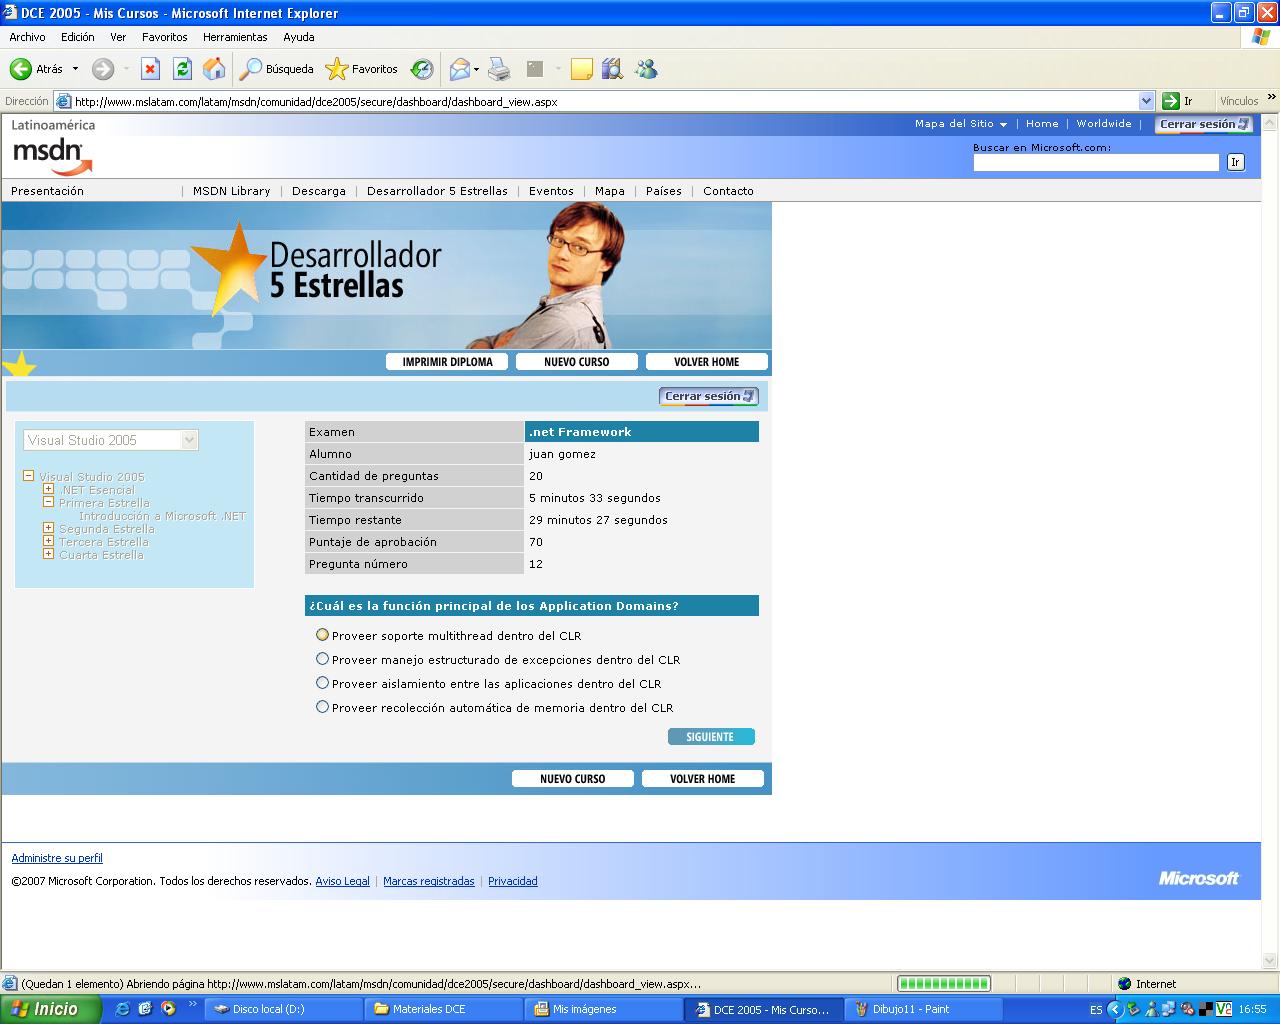 DCE 2005 - Mis Cursos - Microsoft Internet Explorer
Archivo Edición Ver Favoritos Herramientas Ayuda
Atrás Búsqueda Favoritos
Dirección http://www.mslatam.com/latam/msdn/comunidad/dce2005/secure/dashboard/dashboard_view.aspx Ir Vínculos »
Latinoamérica
msdn
Mapa del Sitio | Home | Worldwide | Cerrar sesión
Buscar en Microsoft.com:
Ir
Presentación | MSDN Library | Descarga | Desarrollador 5 Estrellas | Eventos | Mapa | Países | Contacto
Desarrollador
5 Estrellas
IMPRIMIR DIPLOMA NUEVO CURSO VOLVER HOME
Cerrar sesión
Visual Studio 2005
Visual Studio 2005
.NET Esencial
Primera Estrella
Introducción a Microsoft .NET
Segunda Estrella
Tercera Estrella
Cuarta Estrella
Examen .net Framework
Alumno juan gomez
Cantidad de preguntas 20
Tiempo transcurrido 5 minutos 33 segundos
Tiempo restante 29 minutos 27 segundos
Puntaje de aprobación 70
Pregunta número 12
¿Cuál es la función principal de los Application Domains?
Proveer soporte multithread dentro del CLR
Proveer manejo estructurado de excepciones dentro del CLR
Proveer aislamiento entre las aplicaciones dentro del CLR
Proveer recolección automática de memoria dentro del CLR
SIGUIENTE
NUEVO CURSO VOLVER HOME
Administre su perfil
©2007 Microsoft Corporation. Todos los derechos reservados. Aviso Legal | Marcas registradas | Privacidad
Microsoft
(Quedan 1 elemento) Abriendo página http://www.mslatam.com/latam/msdn/comunidad/dce2005/secure/dashboard/dashboard_view.aspx... Internet
Inicio » Disco local (D:) Materiales DCE Mis imágenes DCE 2005 - Mis Curso... Dibujo11 - Paint ES 16:55